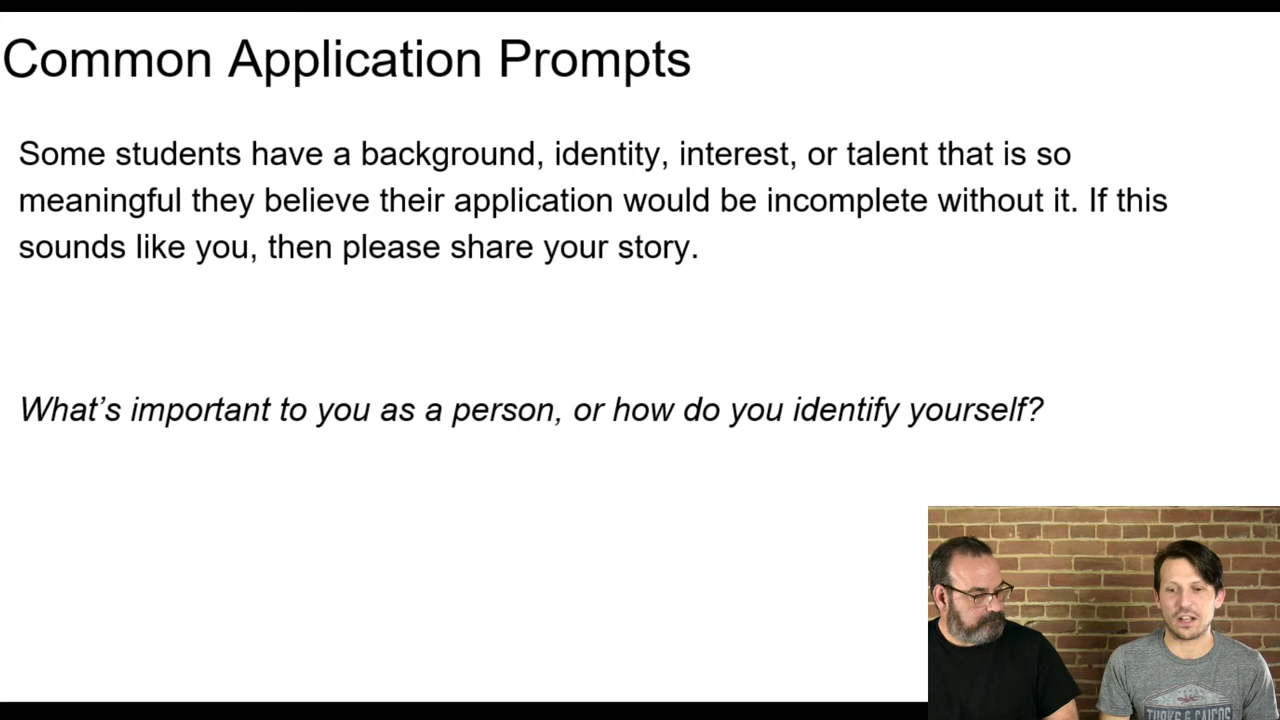 Common Application Prompts
Some students have a background, identity, interest, or talent that is so
meaningful they believe their application would be incomplete without it. If this
sounds like you, then please share your story.
What’s important to you as a person, or how do you identify yourself?
TURKS & CAICOS